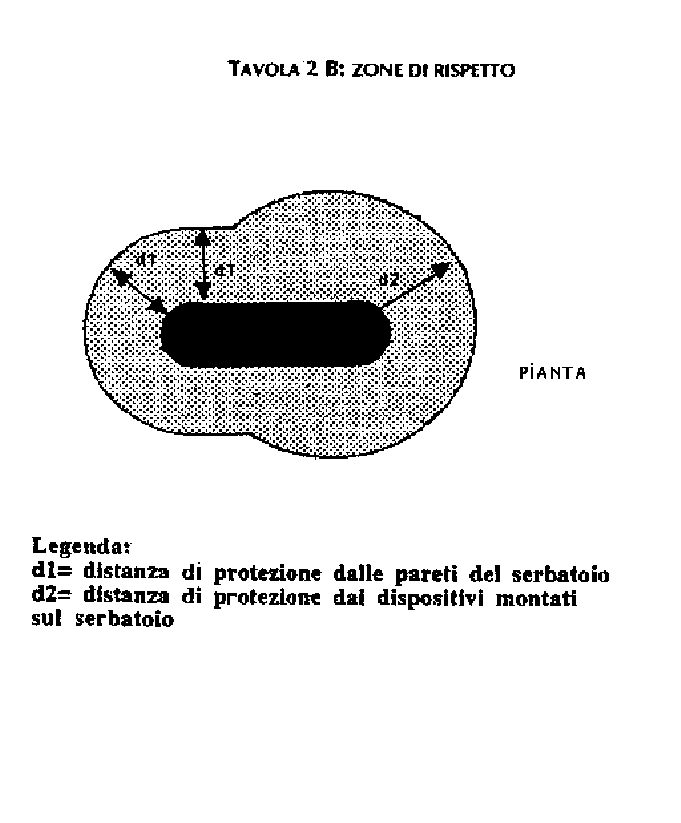 TAVOLA 2 B: ZONE DI RISPETTO
d1
d1
d2
PIANTA
Legenda:
d1= distanza di protezione dalle pareti del serbatoio
d2= distanza di protezione dai dispositivi montati
sul serbatoio